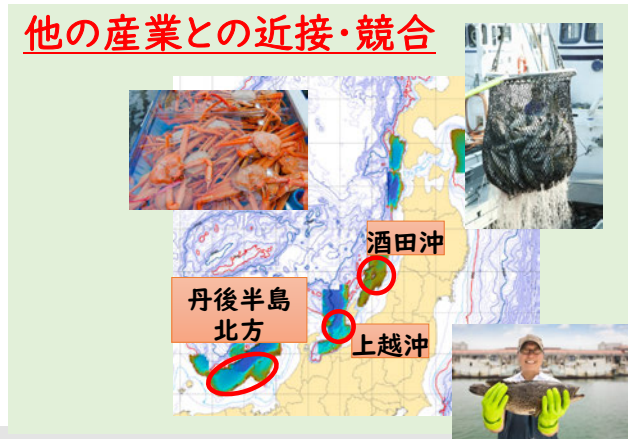 他の産業との近接・競合
酒田沖
丹後半島
北方
上越沖